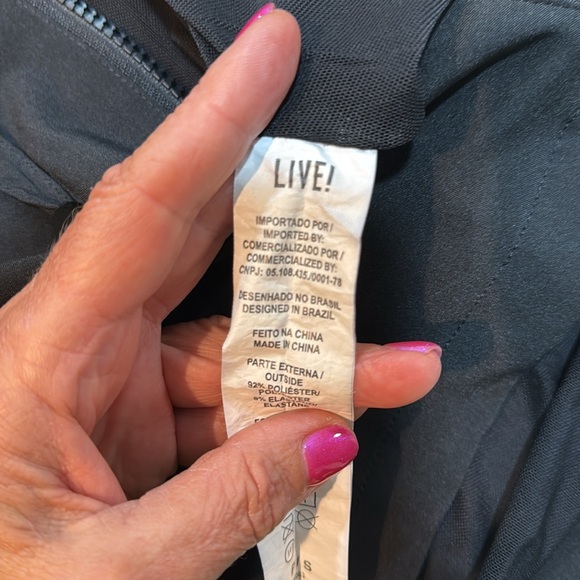 LIVE!
IMPORTADO POR/
IMPORTED BY:
COMERCIALIZADO POR/
COMMERCIALIZED BY:
CNPJ: 05.108.435./0001-78
DESENHADO NO BRASIL
DESIGNED IN BRAZIL
FEITO NA CHINA
MADE IN CHINA
PARTE EXTERNA/
OUTSIDE
92% POLIÉSTER/
S